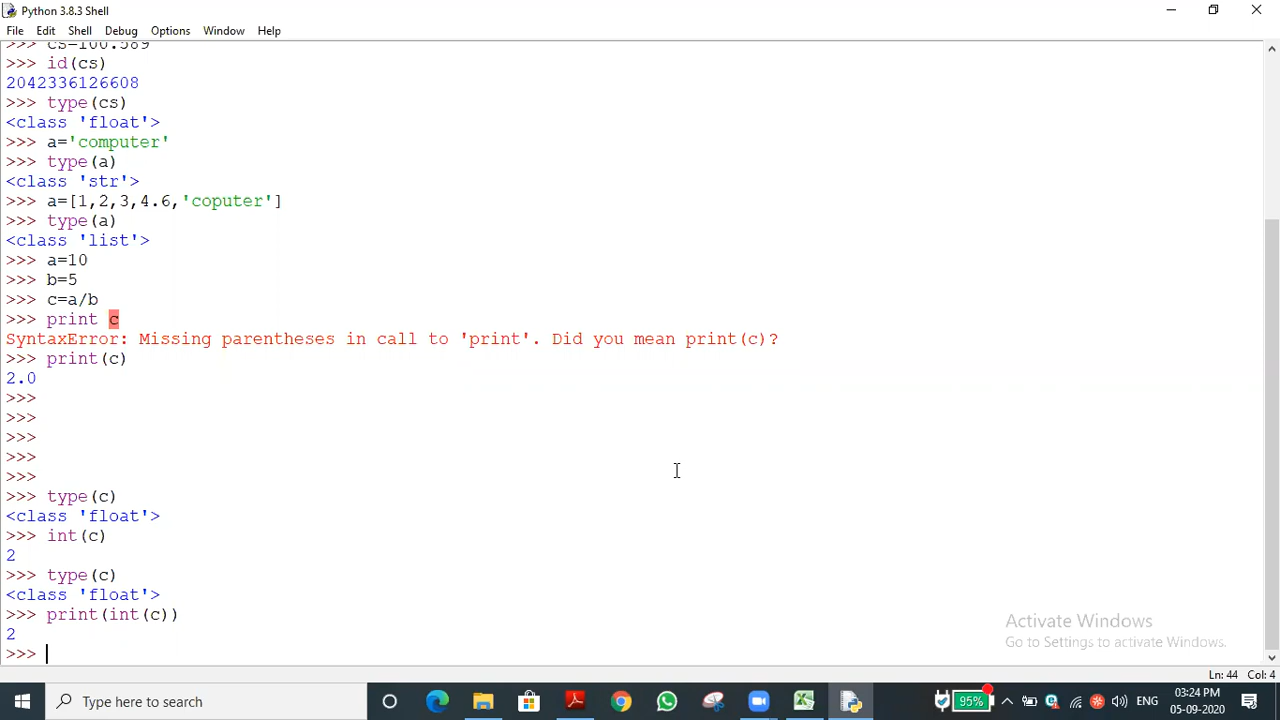 Python 3.8.3 Shell
File Edit Shell Debug Options Window Help
>>> cs=100.589
>>> id(cs)
2042336126608
>>> type(cs)
<class 'float'>
>>> a='computer'
>>> type(a)
<class 'str'>
>>> a=[1,2,3,4.6,'coputer']
>>> type(a)
<class 'list'>
>>> a=10
>>> b=5
>>> c=a/b
>>> print c
SyntaxError: Missing parentheses in call to 'print'. Did you mean print(c)?
>>> print(c)
2.0
>>>
>>>
>>>
>>>
>>>
>>> type(c)
<class 'float'>
>>> int(c)
2
>>> type(c)
<class 'float'>
>>> print(int(c))
2
>>>
Activate Windows
Go to Settings to activate Windows.
Ln: 44 Col: 4
Type here to search
95%
ENG
03:24 PM
05-09-2020